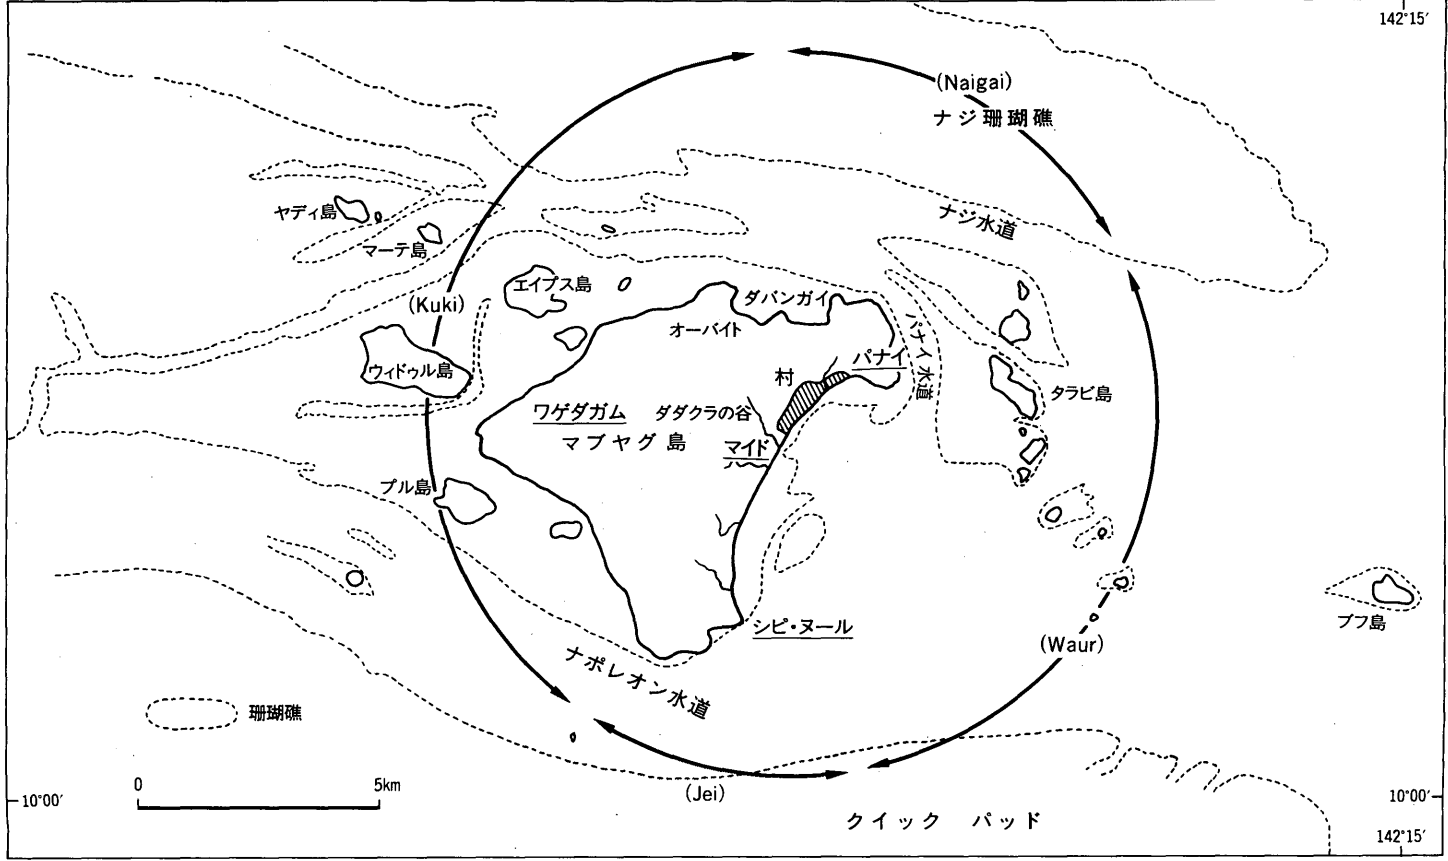 142°15′
(Naigai)
ナジ珊瑚礁
ヤディ島
ナジ水道
マーテ島
エイプス島
(Kuki)
ダバンガイ
オーバイト
パナイ水道
パナイ
ウィドゥル島
村
タラビ島
ワゲダガム
ダダクラの谷
マブヤグ島
マイド
プル島
ブフ島
シピ・ヌール
(Waur)
ナポレオン水道
珊瑚礁
0 5km
(Jei)
10°00′
10°00′
クイック パッド
142°15′